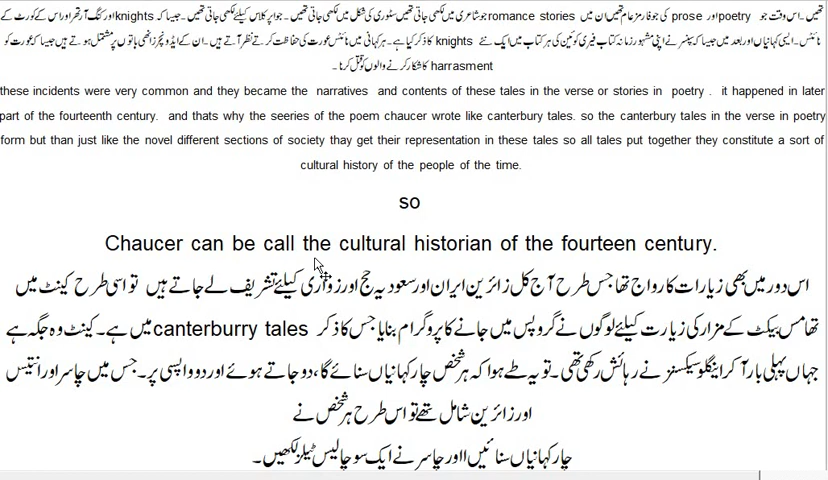 تھیں۔اس وقت جو poetry اور prose کی جو فارمز عام تھیں ان میں romance stories جو شاعری میں لکھی جاتی تھیں سٹوری کی شکل میں لکھی جاتی تھیں۔ جو اپر کلاس کیلئے لکھی جاتی تھیں۔ جیسا کہ knights اور کنگ آرتھر اور اس کے کورٹ کے
نائٹس۔ ایسی کہانیاں اور بعد میں جیسا کہ سپنسر نے اپنی مشہور زمانہ کتاب فیری کوئین کی ہر کتاب میں ایک نئے knights کا ذکر کیا ہے۔ ہر کہانی میں نائٹس عورت کی حفاظت کرتے نظر آتے ہیں۔ ان کے ایڈونچرز انہی باتوں پر مشتمل ہوتے ہیں جیسا کہ عورت کو
harrasment کا شکار کرنے والوں کو قتل کرنا۔
these incidents were very common and they became the narratives and contents of these tales in the verse or stories in poetry . it happened in later
part of the fourteenth century. and thats why the seeries of the poem chaucer wrote like canterbury tales. so the canterbury tales in the verse in poetry
form but than just like the novel different sections of society thay get their representation in these tales so all tales put together they constitute a sort of
cultural history of the people of the time.
so
Chaucer can be call the cultural historian of the fourteen century.
اس دور میں بھی زیارات کا رواج تھا جس طرح آج کل زائرین ایران اور سعودیہ حج اور زواری کیلئے تشریف لے جاتے ہیں تو اسی طرح کینٹ میں
تھامس بیکٹ کے مزار کی زیارت کیلئے لوگوں نے گروپس میں جانے کا پروگرام بنایا جس کا ذکر canterburry tales میں ہے۔ کینٹ وہ جگہ ہے
جہاں پہلی بار آ کر اینگلو سیکسنز نے رہائش رکھی تھی۔ تو یہ طے ہوا کہ ہر شخص چار کہانیاں سنائے گا، دو جاتے ہوئے اور دو واپسی پر۔ جس میں چاسر اور انتیس
اور زائرین شامل تھے تو اس طرح ہر شخص نے
چار کہانیاں سنائیں ااور چاسر نے ایک سو چالیس ٹیلز لکھیں۔